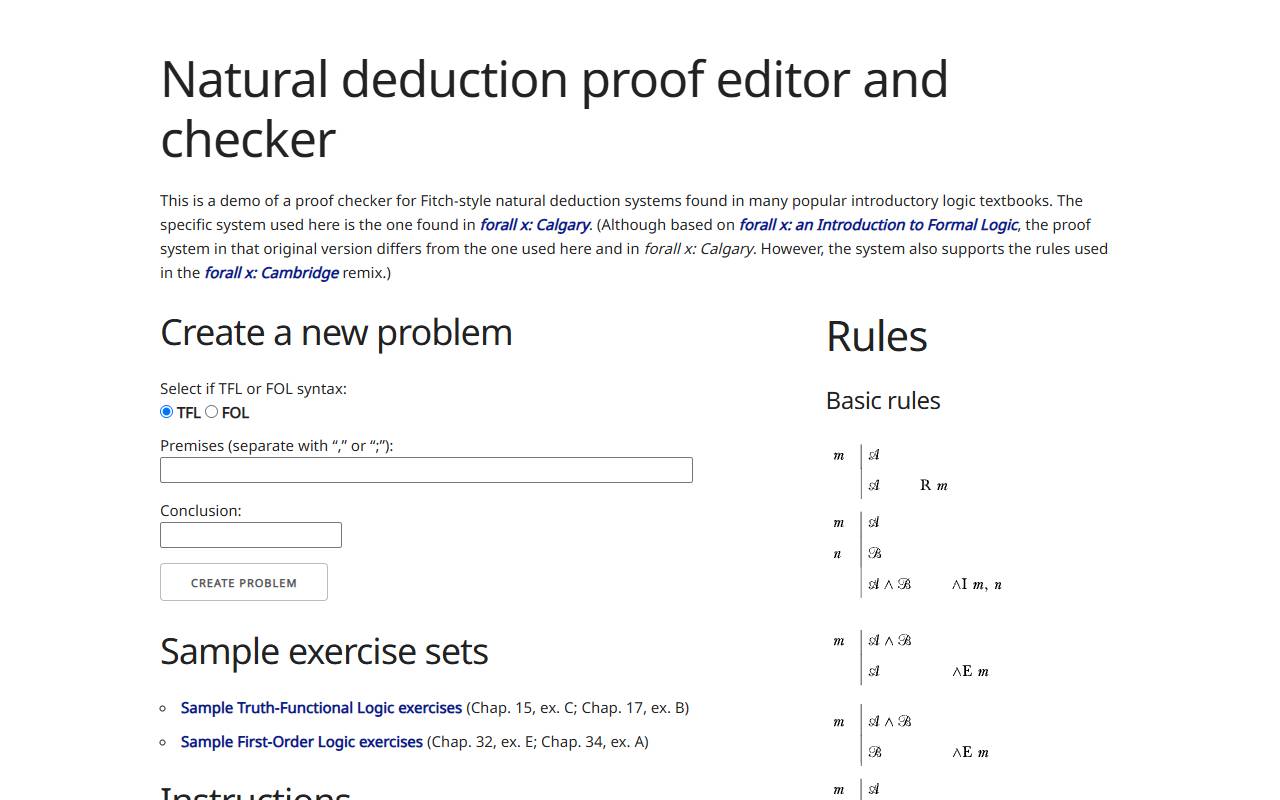 Natural deduction proof editor and
checker
This is a demo of a proof checker for Fitch-style natural deduction systems found in many popular introductory logic textbooks. The
specific system used here is the one found in forall x: Calgary. (Although based on forall x: an Introduction to Formal Logic, the proof
system in that original version differs from the one used here and in forall x: Calgary. However, the system also supports the rules used
in the forall x: Cambridge remix.)
Create a new problem
Select if TFL or FOL syntax:
TFL FOL
Premises (separate with “,” or “;”):
Conclusion:
CREATE PROBLEM
Sample exercise sets
Sample Truth-Functional Logic exercises (Chap. 15, ex. C; Chap. 17, ex. B)
Sample First-Order Logic exercises (Chap. 32, ex. E; Chap. 34, ex. A)
Instructions
Rules
Basic rules
m 𝒜
𝒜 R m
m 𝒜
n ℬ
𝒜 ∧ ℬ ∧I m, n
m 𝒜 ∧ ℬ
𝒜 ∧E m
m 𝒜 ∧ ℬ
ℬ ∧E m
m 𝒜